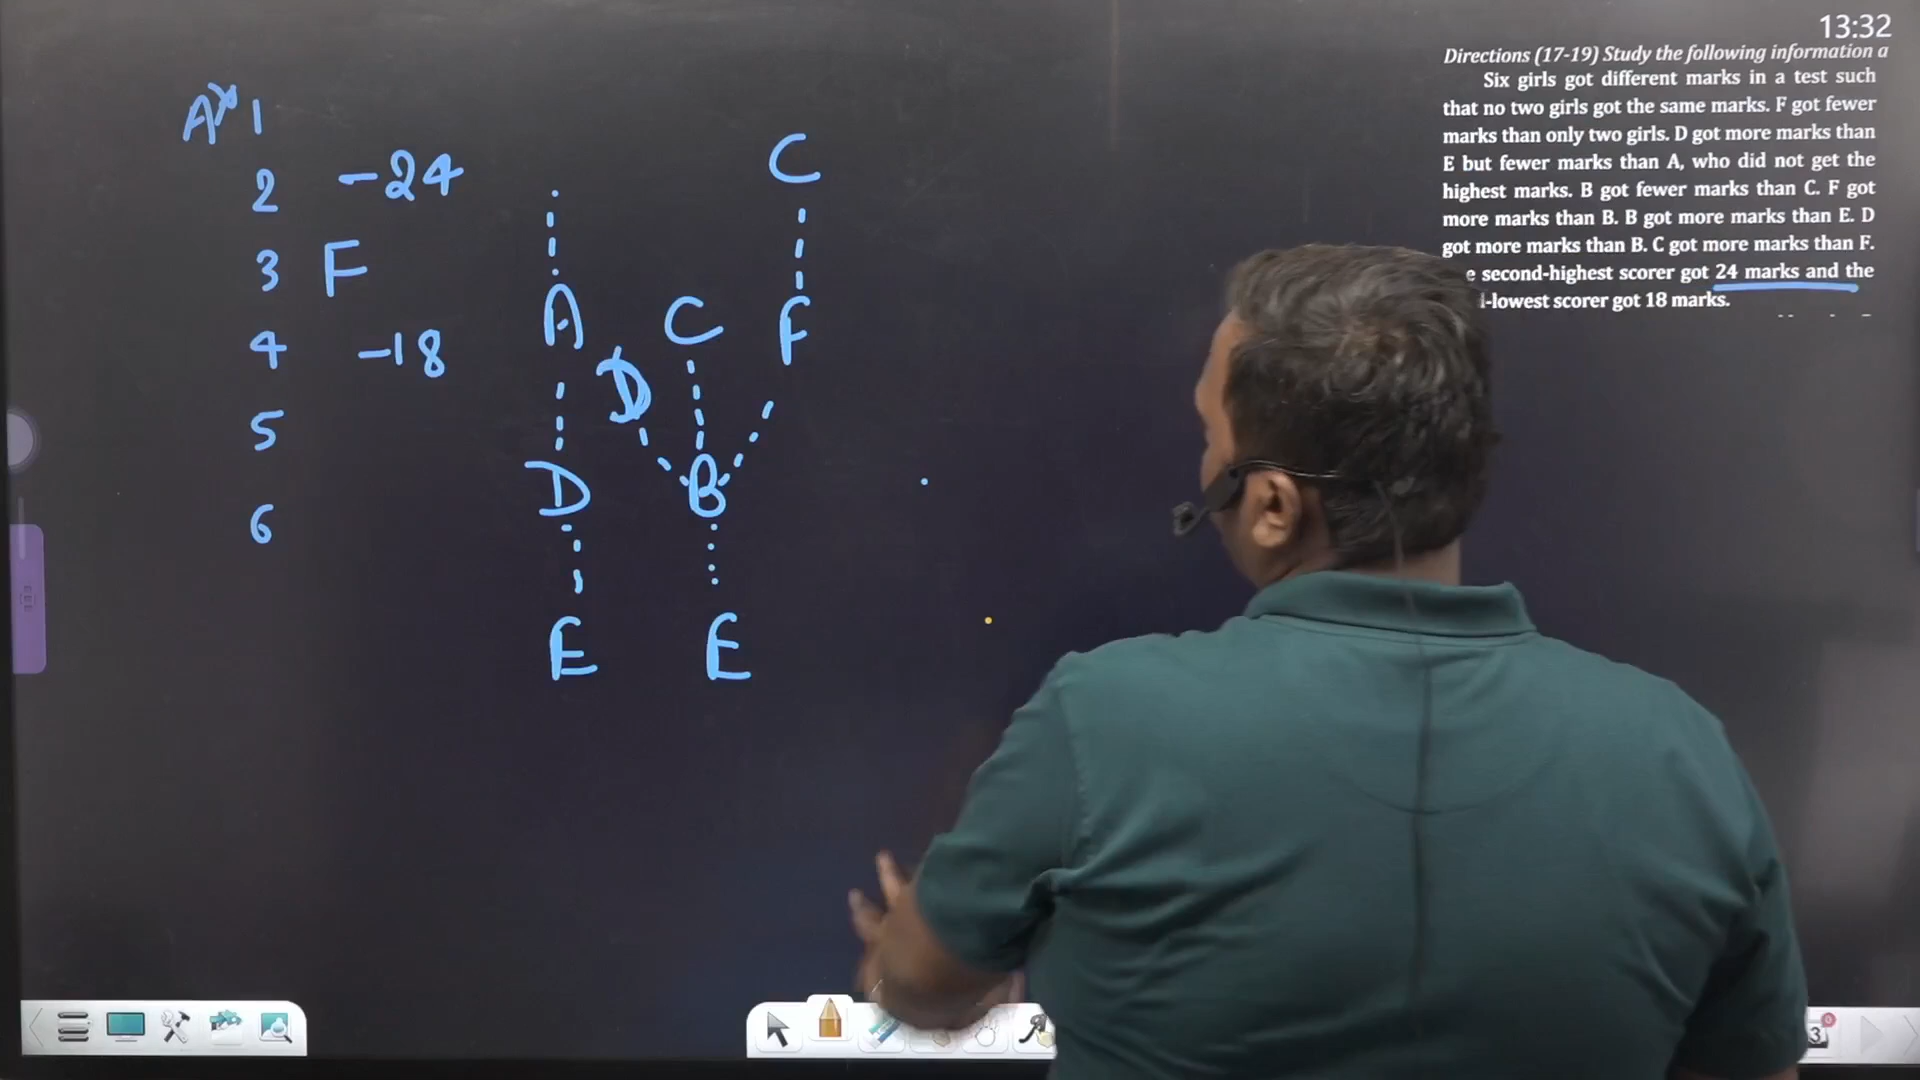 13:32
Directions (17-19) Study the following information a
Six girls got different marks in a test such
that no two girls got the same marks. F got fewer
marks than only two girls. D got more marks than
E but fewer marks than A, who did not get the
highest marks. B got fewer marks than C. F got
more marks than B. B got more marks than E. D
got more marks than B. C got more marks than F.
e second-highest scorer got 24 marks and the
-lowest scorer got 18 marks.
A× 1
2 -24
3 F
4 -18
5
6
C
A C F
D
D B
E E